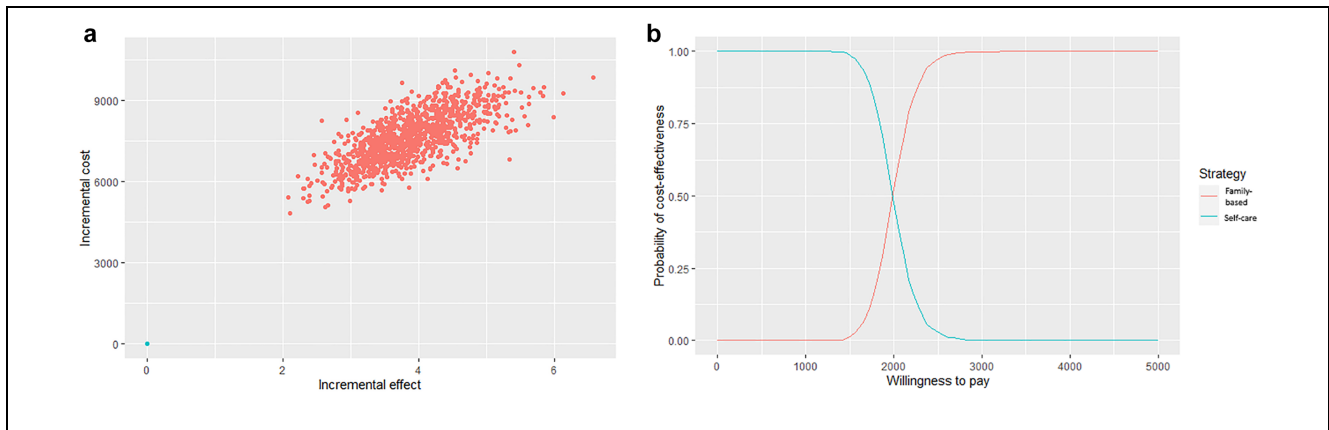 a
Incremental cost
9000
6000
3000
0
0
2
4
6
Incremental effect
b
Probability of cost-effectiveness
1.00
0.75
0.50
0.25
0.00
0
1000
2000
3000
4000
5000
Willingness to pay
Strategy
Family-
based
Self-care